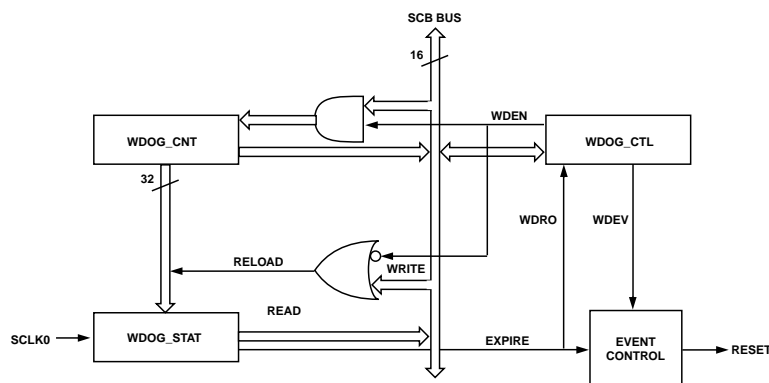 SCB BUS
16
WDEN
WDOG_CNT
WDOG_CTL
32
WDRO
WDEV
RELOAD
WRITE
READ
SCLK0
WDOG_STAT
EXPIRE
EVENT
CONTROL
RESET